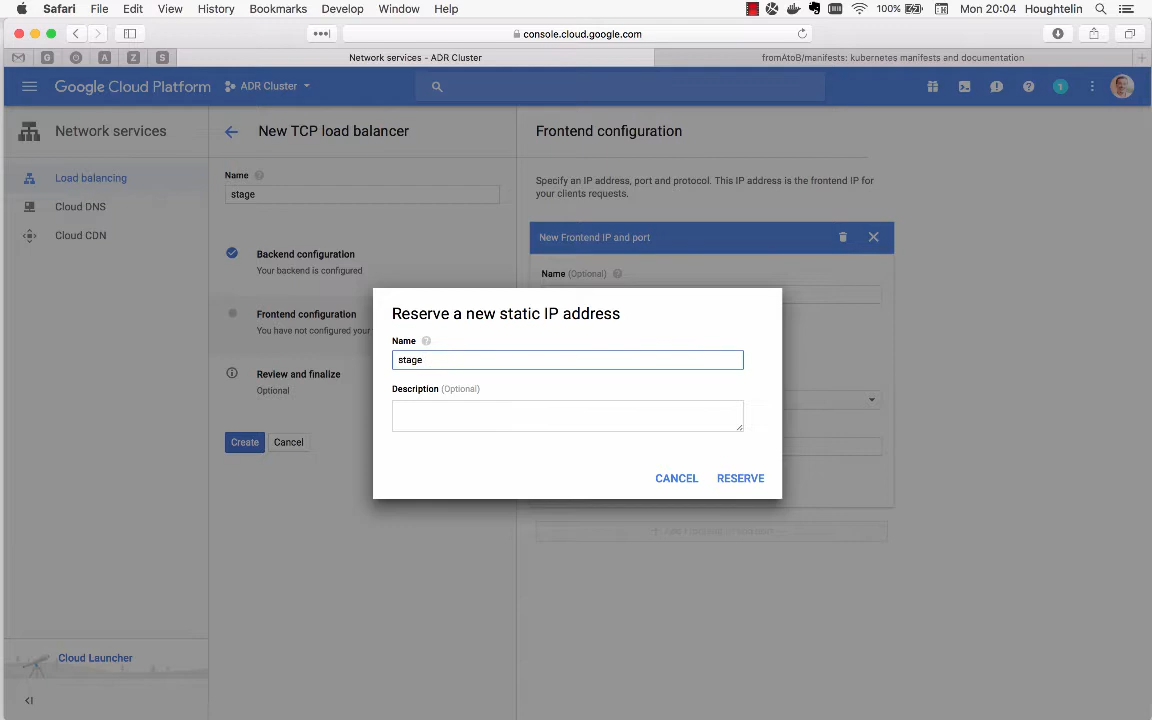 Safari File Edit View History Bookmarks Develop Window Help 100% Mon 20:04 Houghtelin
console.cloud.google.com
G A Z S Network services - ADR Cluster fromAtoB/manifests: kubernetes manifests and documentation
Google Cloud Platform ADR Cluster 1
Network services New TCP load balancer Frontend configuration
Load balancing
Cloud DNS
Cloud CDN
Name
stage
Backend configuration
Your backend is configured
Frontend configuration
You have not configured your
Review and finalize
Optional
Create Cancel
Specify an IP address, port and protocol. This IP address is the frontend IP for
your clients requests.
New Frontend IP and port
Name (Optional)
Reserve a new static IP address
Name
stage
Description (Optional)
CANCEL RESERVE
Cloud Launcher